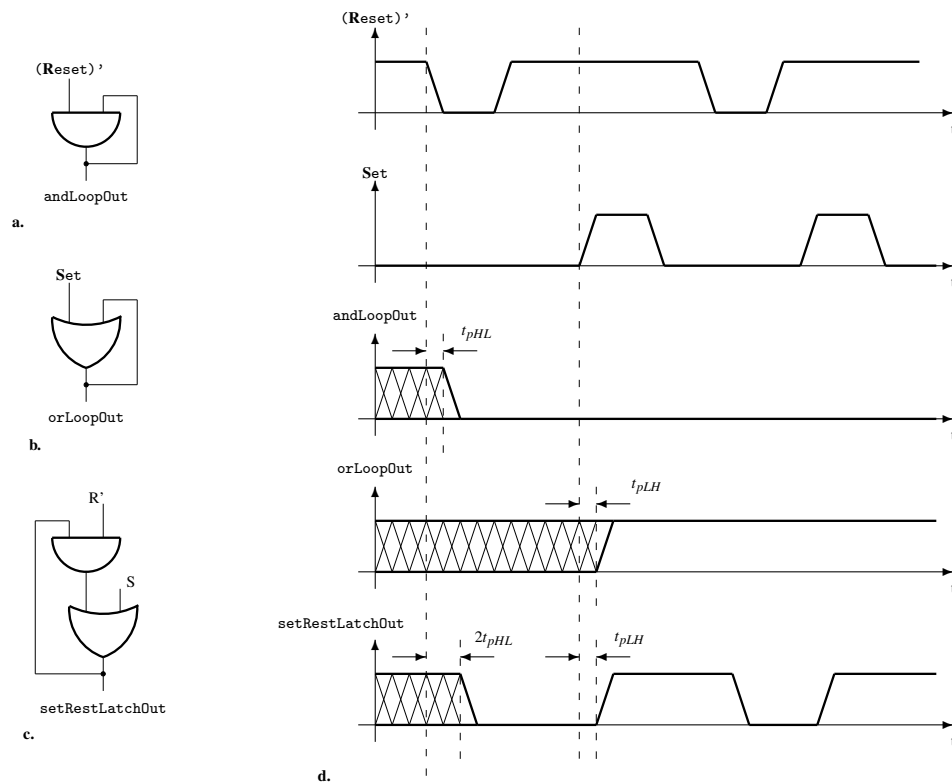 (Reset)'
andLoopOut
a.
Set
orLoopOut
b.
R'
S
setRestLatchOut
c.
(Reset)'
t
Set
t
andLoopOut
tpHL
t
orLoopOut
tpLH
t
setRestLatchOut
2tpHL
tpLH
t
d.